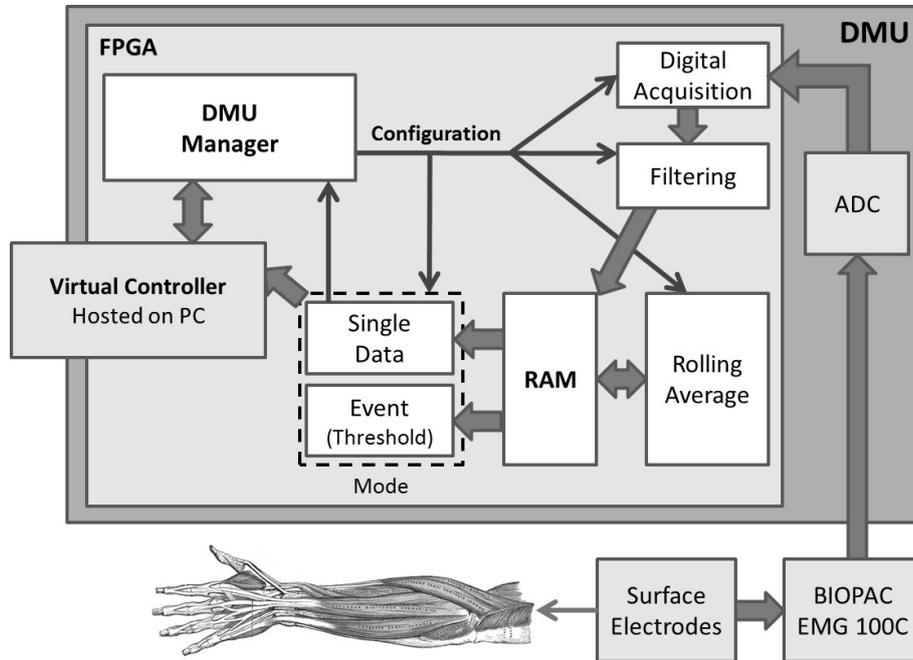 DMU
FPGA
DMU
Manager
Configuration
Digital
Acquisition
Filtering
ADC
Virtual Controller
Hosted on PC
Single
Data
Event
(Threshold)
Mode
RAM
Rolling
Average
Surface
Electrodes
BIOPAC
EMG 100C